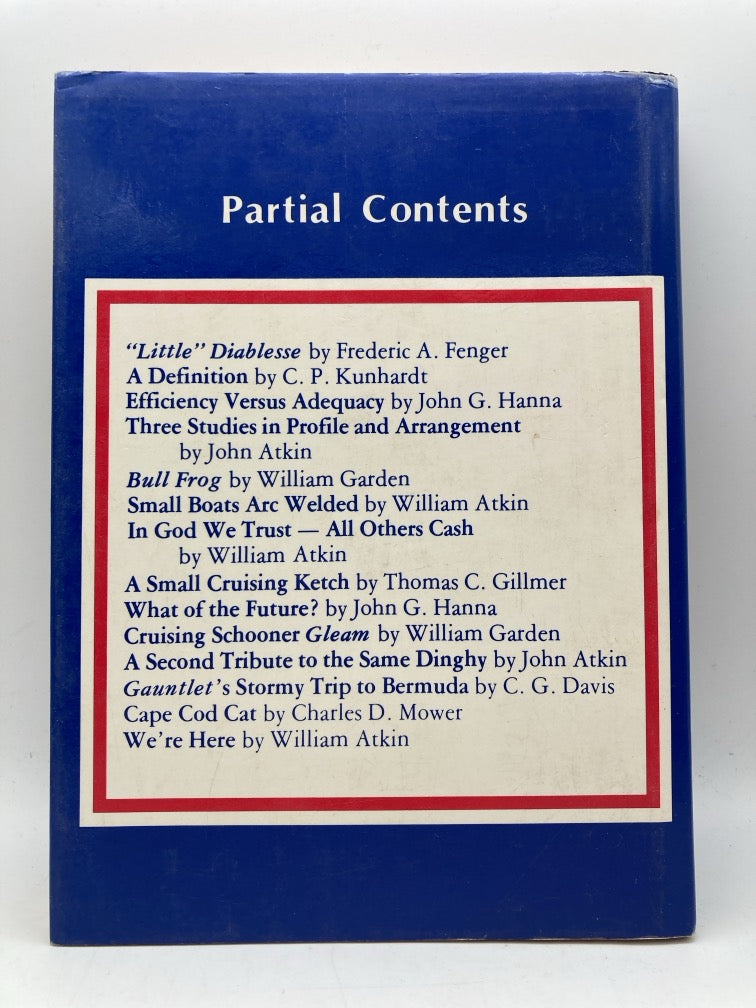 Partial Contents
“Little” Diablesse by Frederic A. Fenger
A Definition by C. P. Kunhardt
Efficiency Versus Adequacy by John G. Hanna
Three Studies in Profile and Arrangement
by John Atkin
Bull Frog by William Garden
Small Boats Arc Welded by William Atkin
In God We Trust — All Others Cash
by William Atkin
A Small Cruising Ketch by Thomas C. Gillmer
What of the Future? by John G. Hanna
Cruising Schooner Gleam by William Garden
A Second Tribute to the Same Dinghy by John Atkin
Gauntlet’s Stormy Trip to Bermuda by C. G. Davis
Cape Cod Cat by Charles D. Mower
We’re Here by William Atkin